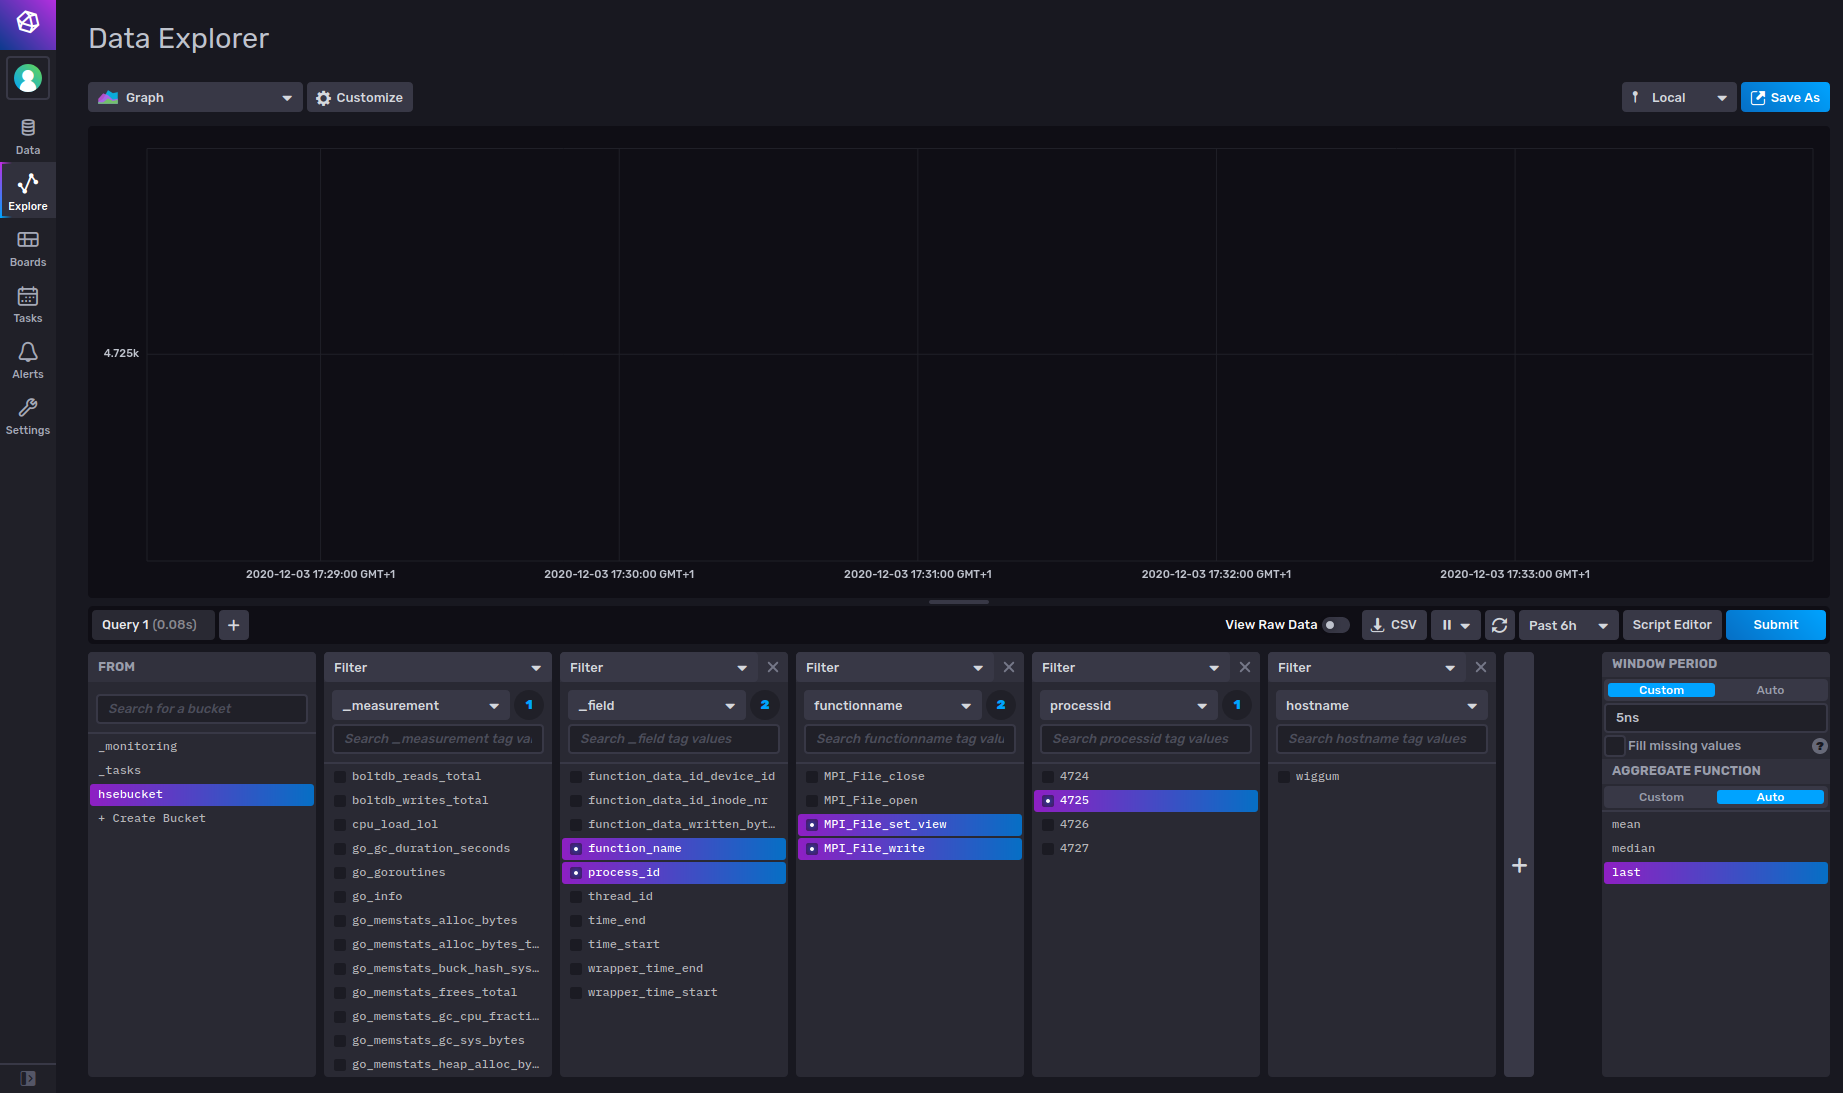 Data Explorer
Graph
Customize
Local
Save As
Data
Explore
Boards
Tasks
Alerts
Settings
4.725k
2020-12-03 17:29:00 GMT+1
2020-12-03 17:30:00 GMT+1
2020-12-03 17:31:00 GMT+1
2020-12-03 17:32:00 GMT+1
2020-12-03 17:33:00 GMT+1
Query 1 (0.08s)
+
View Raw Data
CSV
Past 6h
Script Editor
Submit
FROM
Search for a bucket
_monitoring
_tasks
hsebucket
+ Create Bucket
Filter
_measurement
1
Search _measurement tag va
boltdb_reads_total
boltdb_writes_total
cpu_load_lol
go_gc_duration_seconds
go_goroutines
go_info
go_memstats_alloc_bytes
go_memstats_alloc_bytes_t…
go_memstats_buck_hash_sys…
go_memstats_frees_total
go_memstats_gc_cpu_fracti…
go_memstats_gc_sys_bytes
go_memstats_heap_alloc_by…
Filter
_field
2
Search _field tag values
function_data_id_device_id
function_data_id_inode_nr
function_data_written_byt…
function_name
process_id
thread_id
time_end
time_start
wrapper_time_end
wrapper_time_start
Filter
functionname
2
Search functionname tag valu
MPI_File_close
MPI_File_open
MPI_File_set_view
MPI_File_write
Filter
processid
1
Search processid tag values
4724
4725
4726
4727
Filter
hostname
Search hostname tag values
wiggum
+
WINDOW PERIOD
Custom
Auto
5ns
Fill missing values
?
AGGREGATE FUNCTION
Custom
Auto
mean
median
last